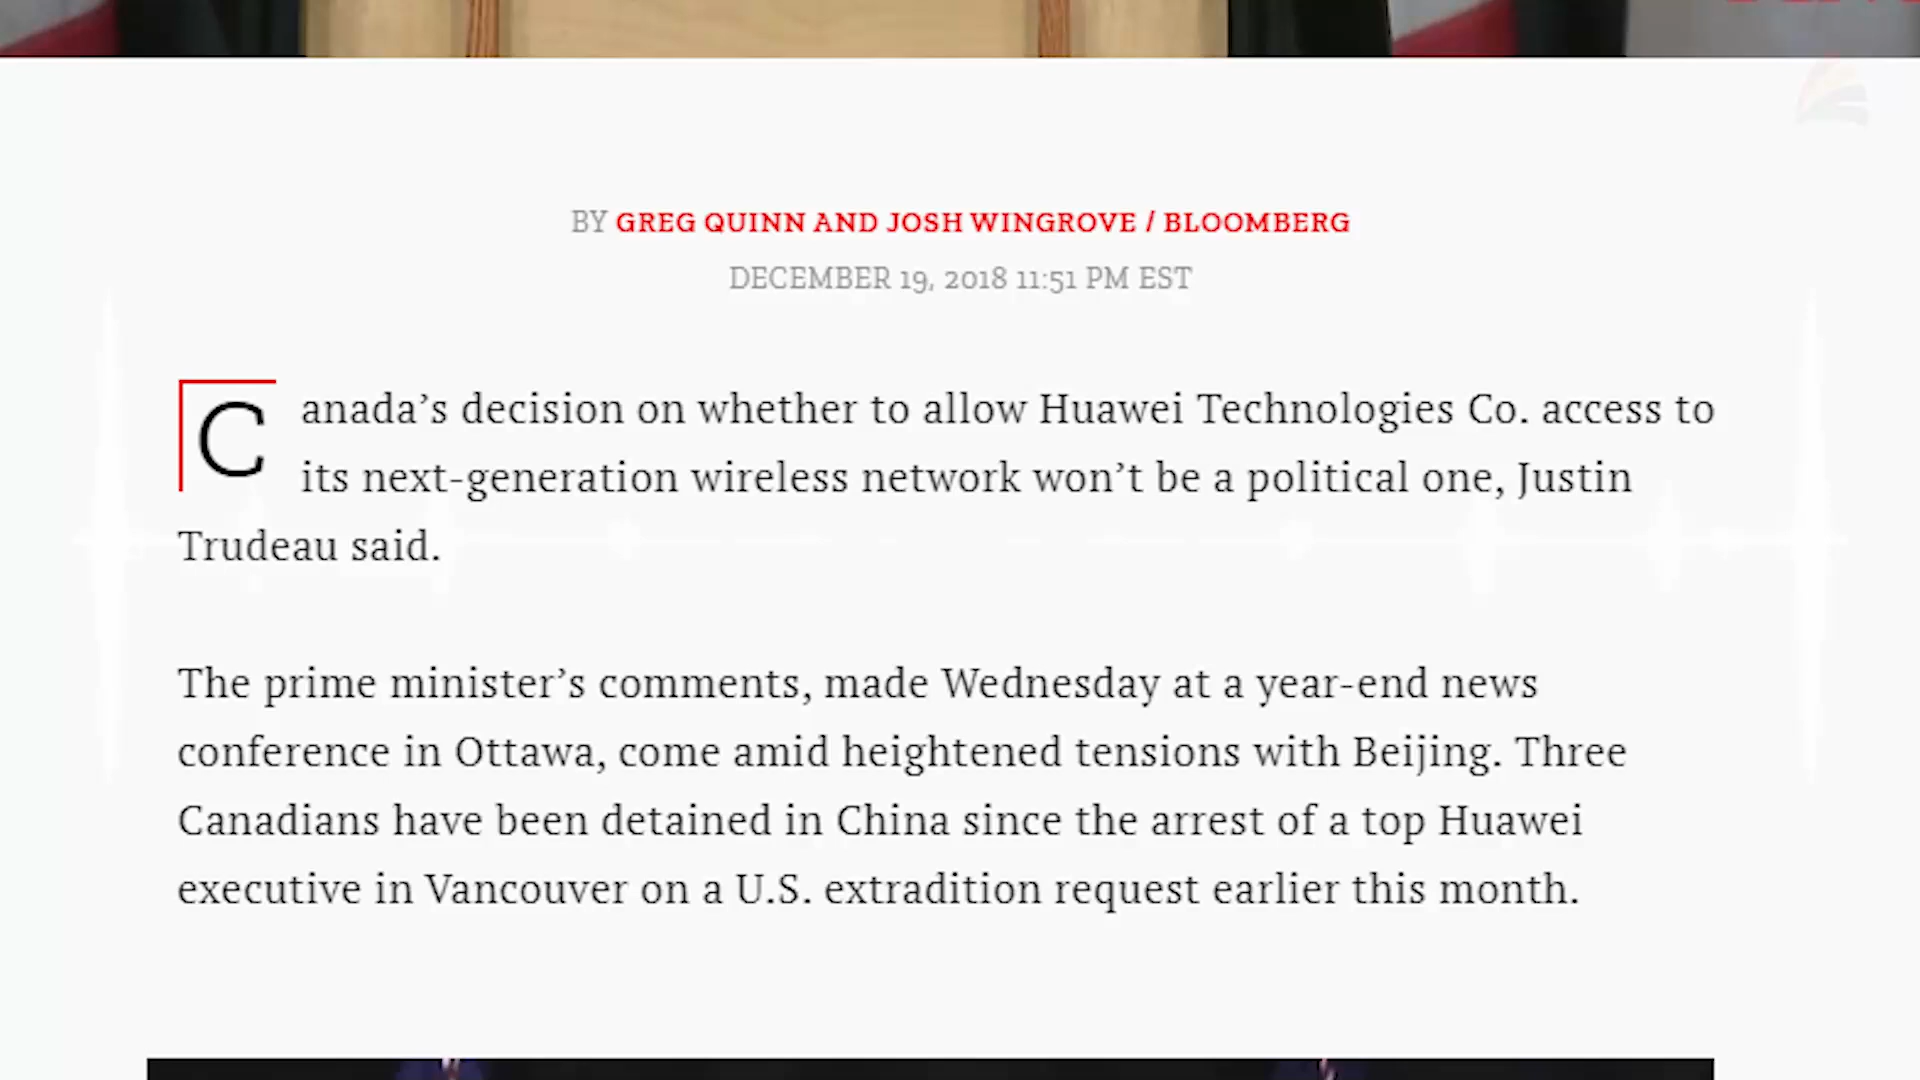 BY GREG QUINN AND JOSH WINGROVE / BLOOMBERG
DECEMBER 19, 2018 11:51 PM EST
Canada’s decision on whether to allow Huawei Technologies Co. access to
its next-generation wireless network won’t be a political one, Justin
Trudeau said.
The prime minister’s comments, made Wednesday at a year-end news
conference in Ottawa, come amid heightened tensions with Beijing. Three
Canadians have been detained in China since the arrest of a top Huawei
executive in Vancouver on a U.S. extradition request earlier this month.